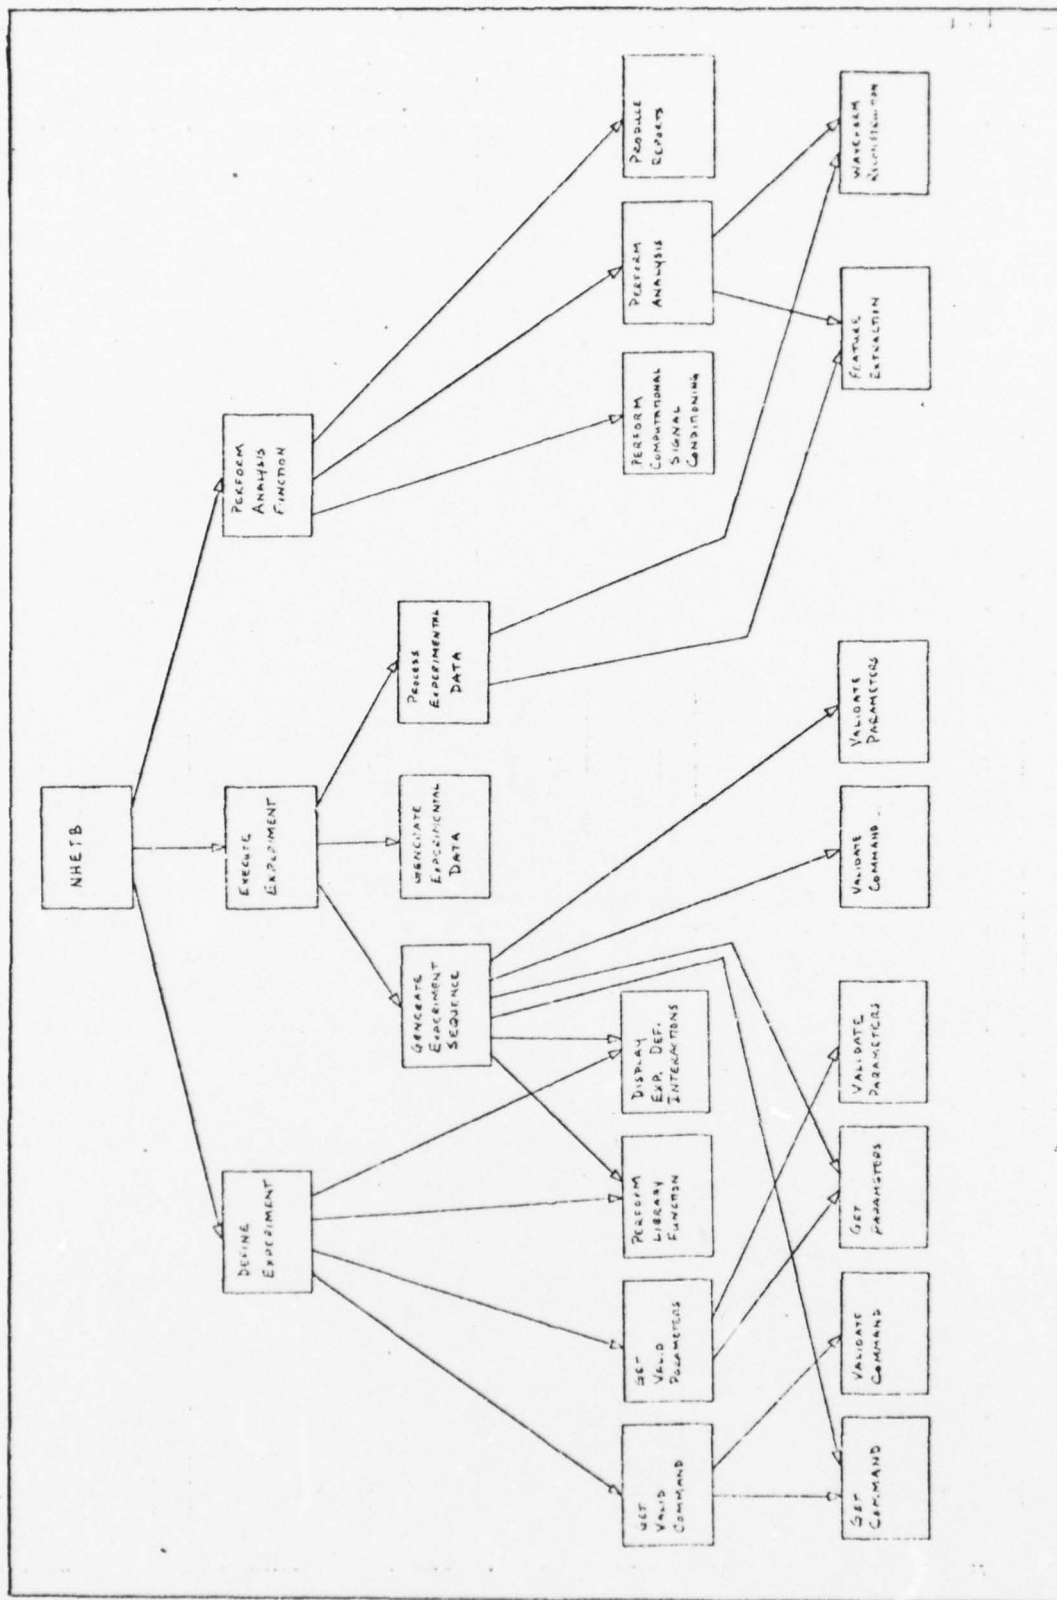 NHETB
DEFINE
EXPERIMENT
EXECUTE
EXPERIMENT
PERFORM
ANALYSIS
FUNCTION
GENERATE
EXPERIMENT
SEQUENCE
GENERATE
EXPERIMENTAL
DATA
PROCESS
EXPERIMENTAL
DATA
GET
VALID
COMMAND
GET
VALID
PARAMETERS
PERFORM
LIBRARY
FUNCTION
DISPLAY
EXP. DEF.
INTERACTIONS
PERFORM
COMPUTATIONAL
SIGNAL
CONDITIONING
PERFORM
ANALYSIS
PRODUCE
REPORTS
GET
COMMAND
VALIDATE
COMMAND
GET
PARAMETERS
VALIDATE
PARAMETERS
VALIDATE
COMMAND
VALIDATE
PARAMETERS
FEATURE
EXTRACTION
WAVEFORM
RECONSTRUCTION